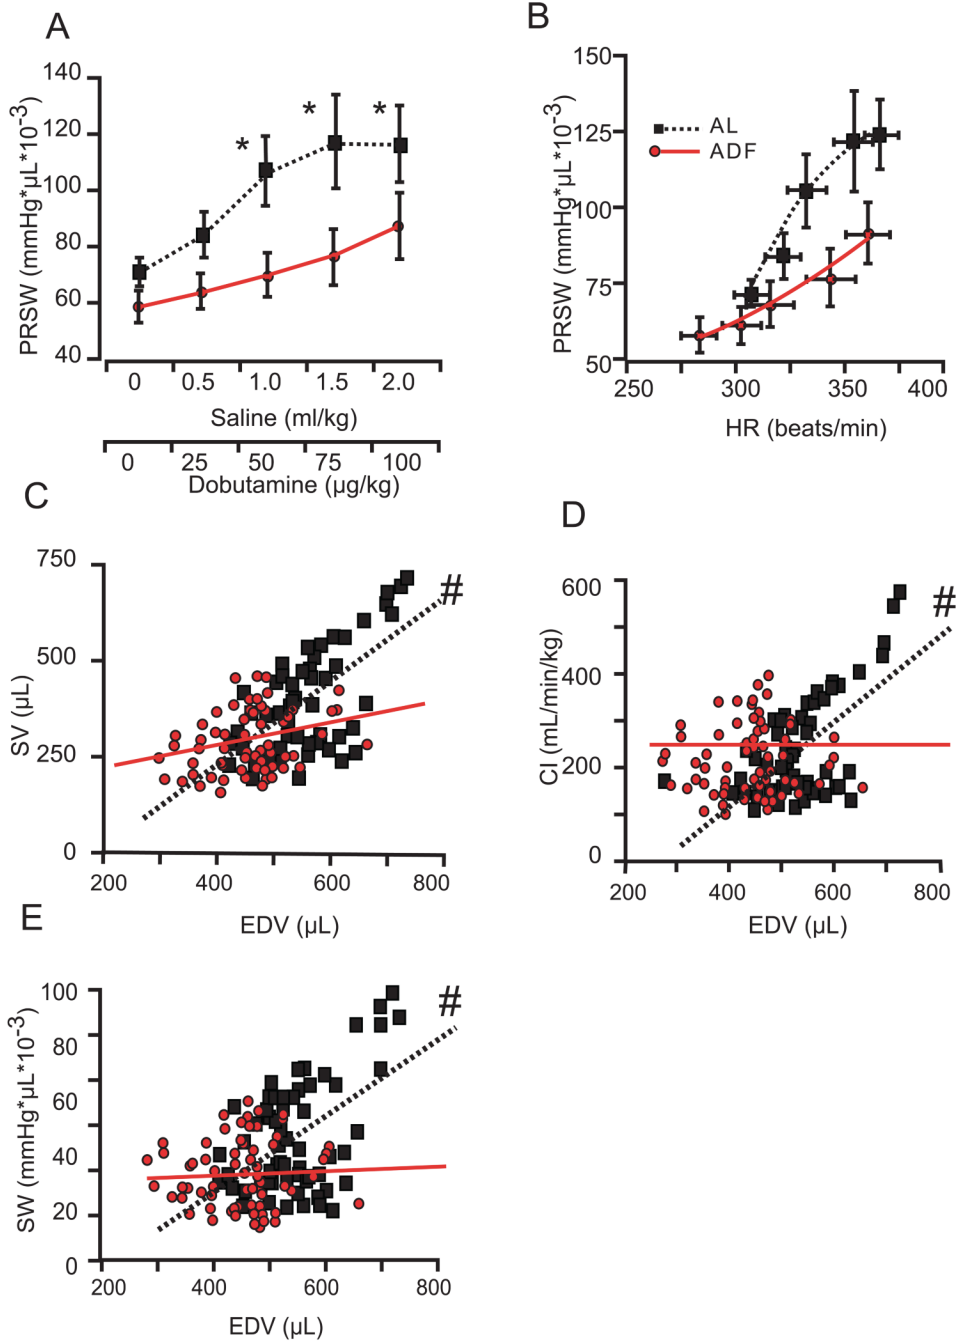 A
PRSW (mmHg*µL*10-3)
140
120
100
80
60
40
* * *
0 0.5 1.0 1.5 2.0
Saline (ml/kg)
0 25 50 75 100
Dobutamine (µg/kg)
B
PRSW (mmHg*µL*10-3)
150
125
100
75
50
AL
ADF
250 300 350 400
HR (beats/min)
C
SV (µL)
750
500
250
0
#
200 400 600 800
EDV (µL)
D
CI (mL/min/kg)
600
400
200
0
#
200 400 600 800
EDV (µL)
E
SW (mmHg*µL*10-3)
100
80
60
40
20
0
#
200 400 600 800
EDV (µL)